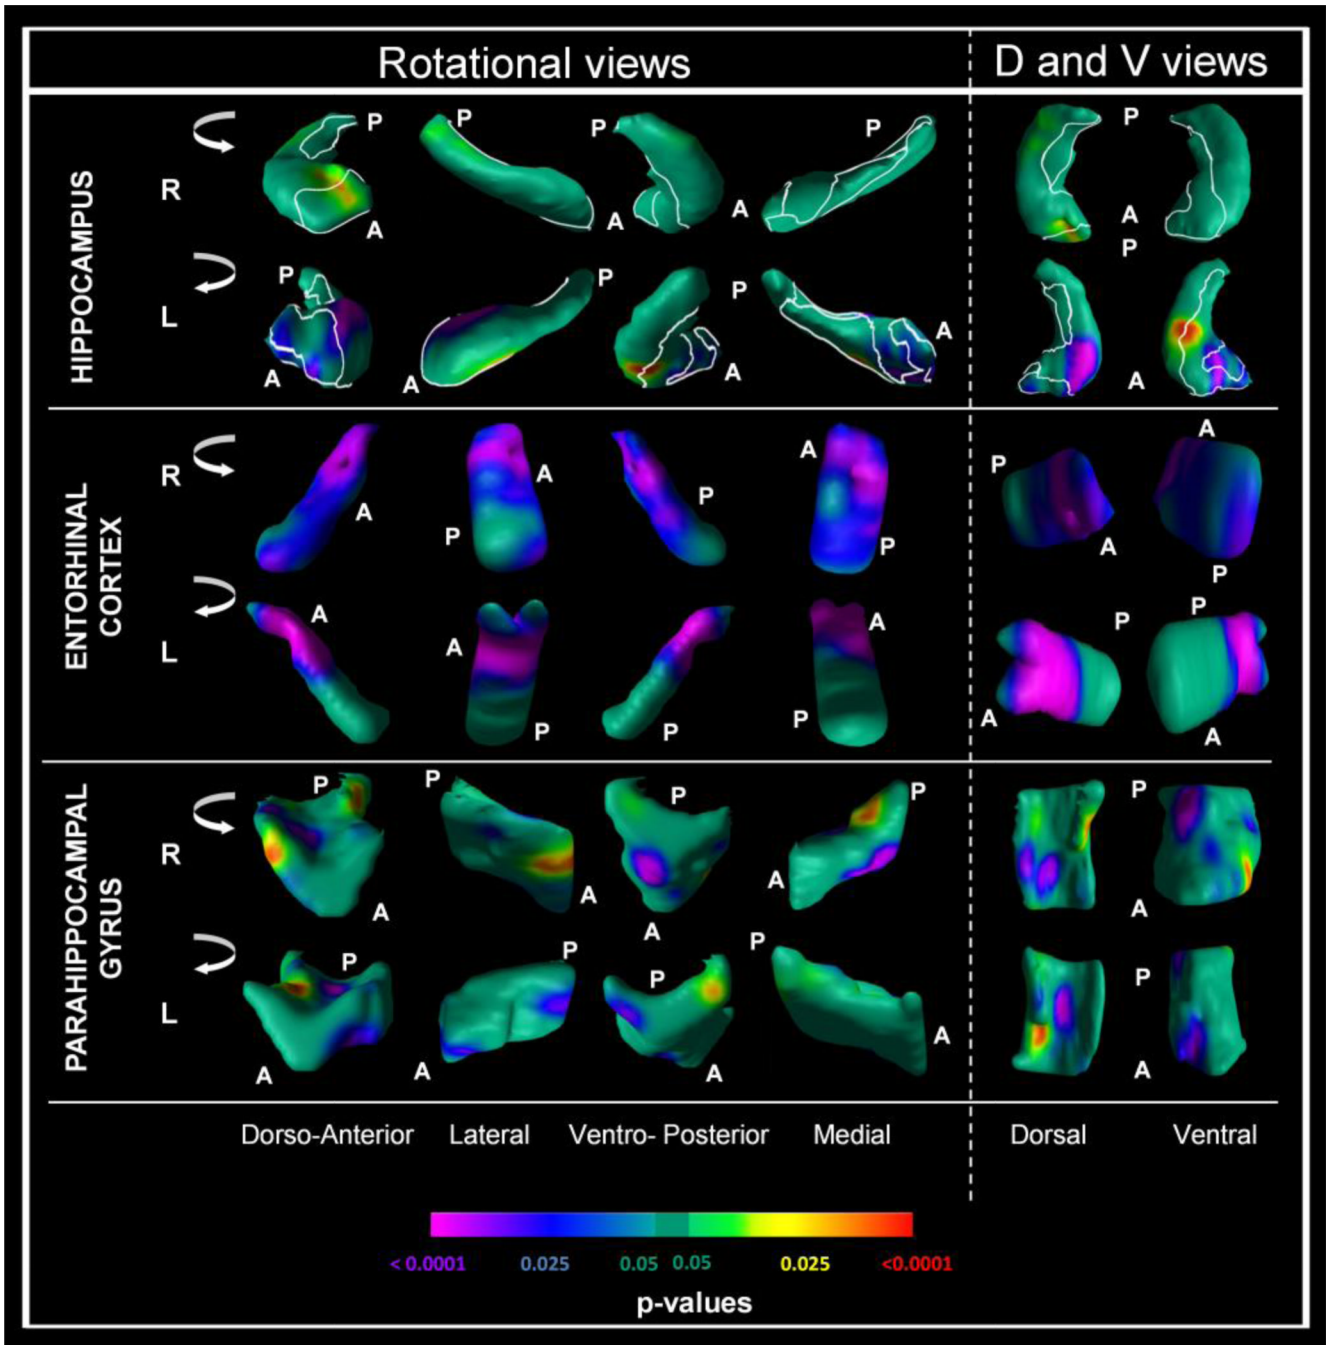 Rotational views
D and V views
HIPPOCAMPUS
R
P
A
P
A
P
A
P
P
A
L
P
A
P
A
P
A
P
A
P
A
ENTORHINAL
CORTEX
R
A
A
P
P
A
P
P
A
A
P
L
A
A
P
P
A
P
P
A
P
A
PARAHIPPOCAMPAL
GYRUS
R
P
A
P
A
P
A
P
A
P
A
L
P
A
P
A
P
A
P
A
P
A
Dorso-Anterior
Lateral
Ventro- Posterior
Medial
Dorsal
Ventral
< 0.0001
0.025
0.05
0.05
0.025
<0.0001
p-values